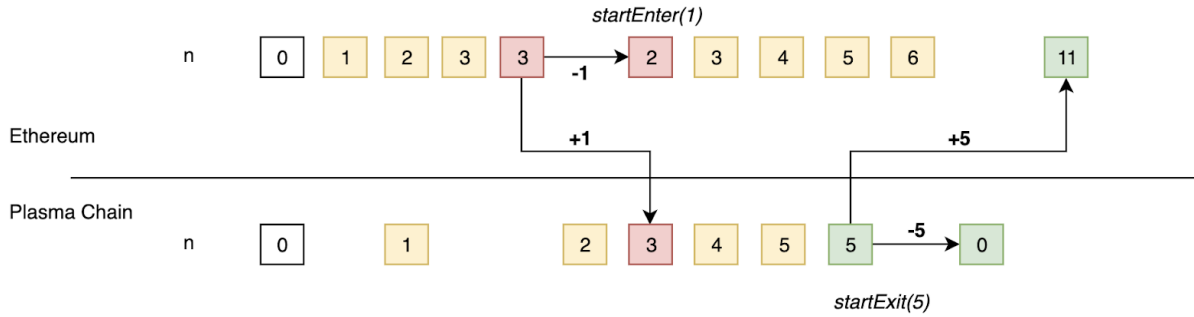 startEnter(1)
n 0 1 2 3 3 2 3 4 5 6 11
-1
Ethereum +1 +5
Plasma Chain
n 0 1 2 3 4 5 5 0
-5
startExit(5)